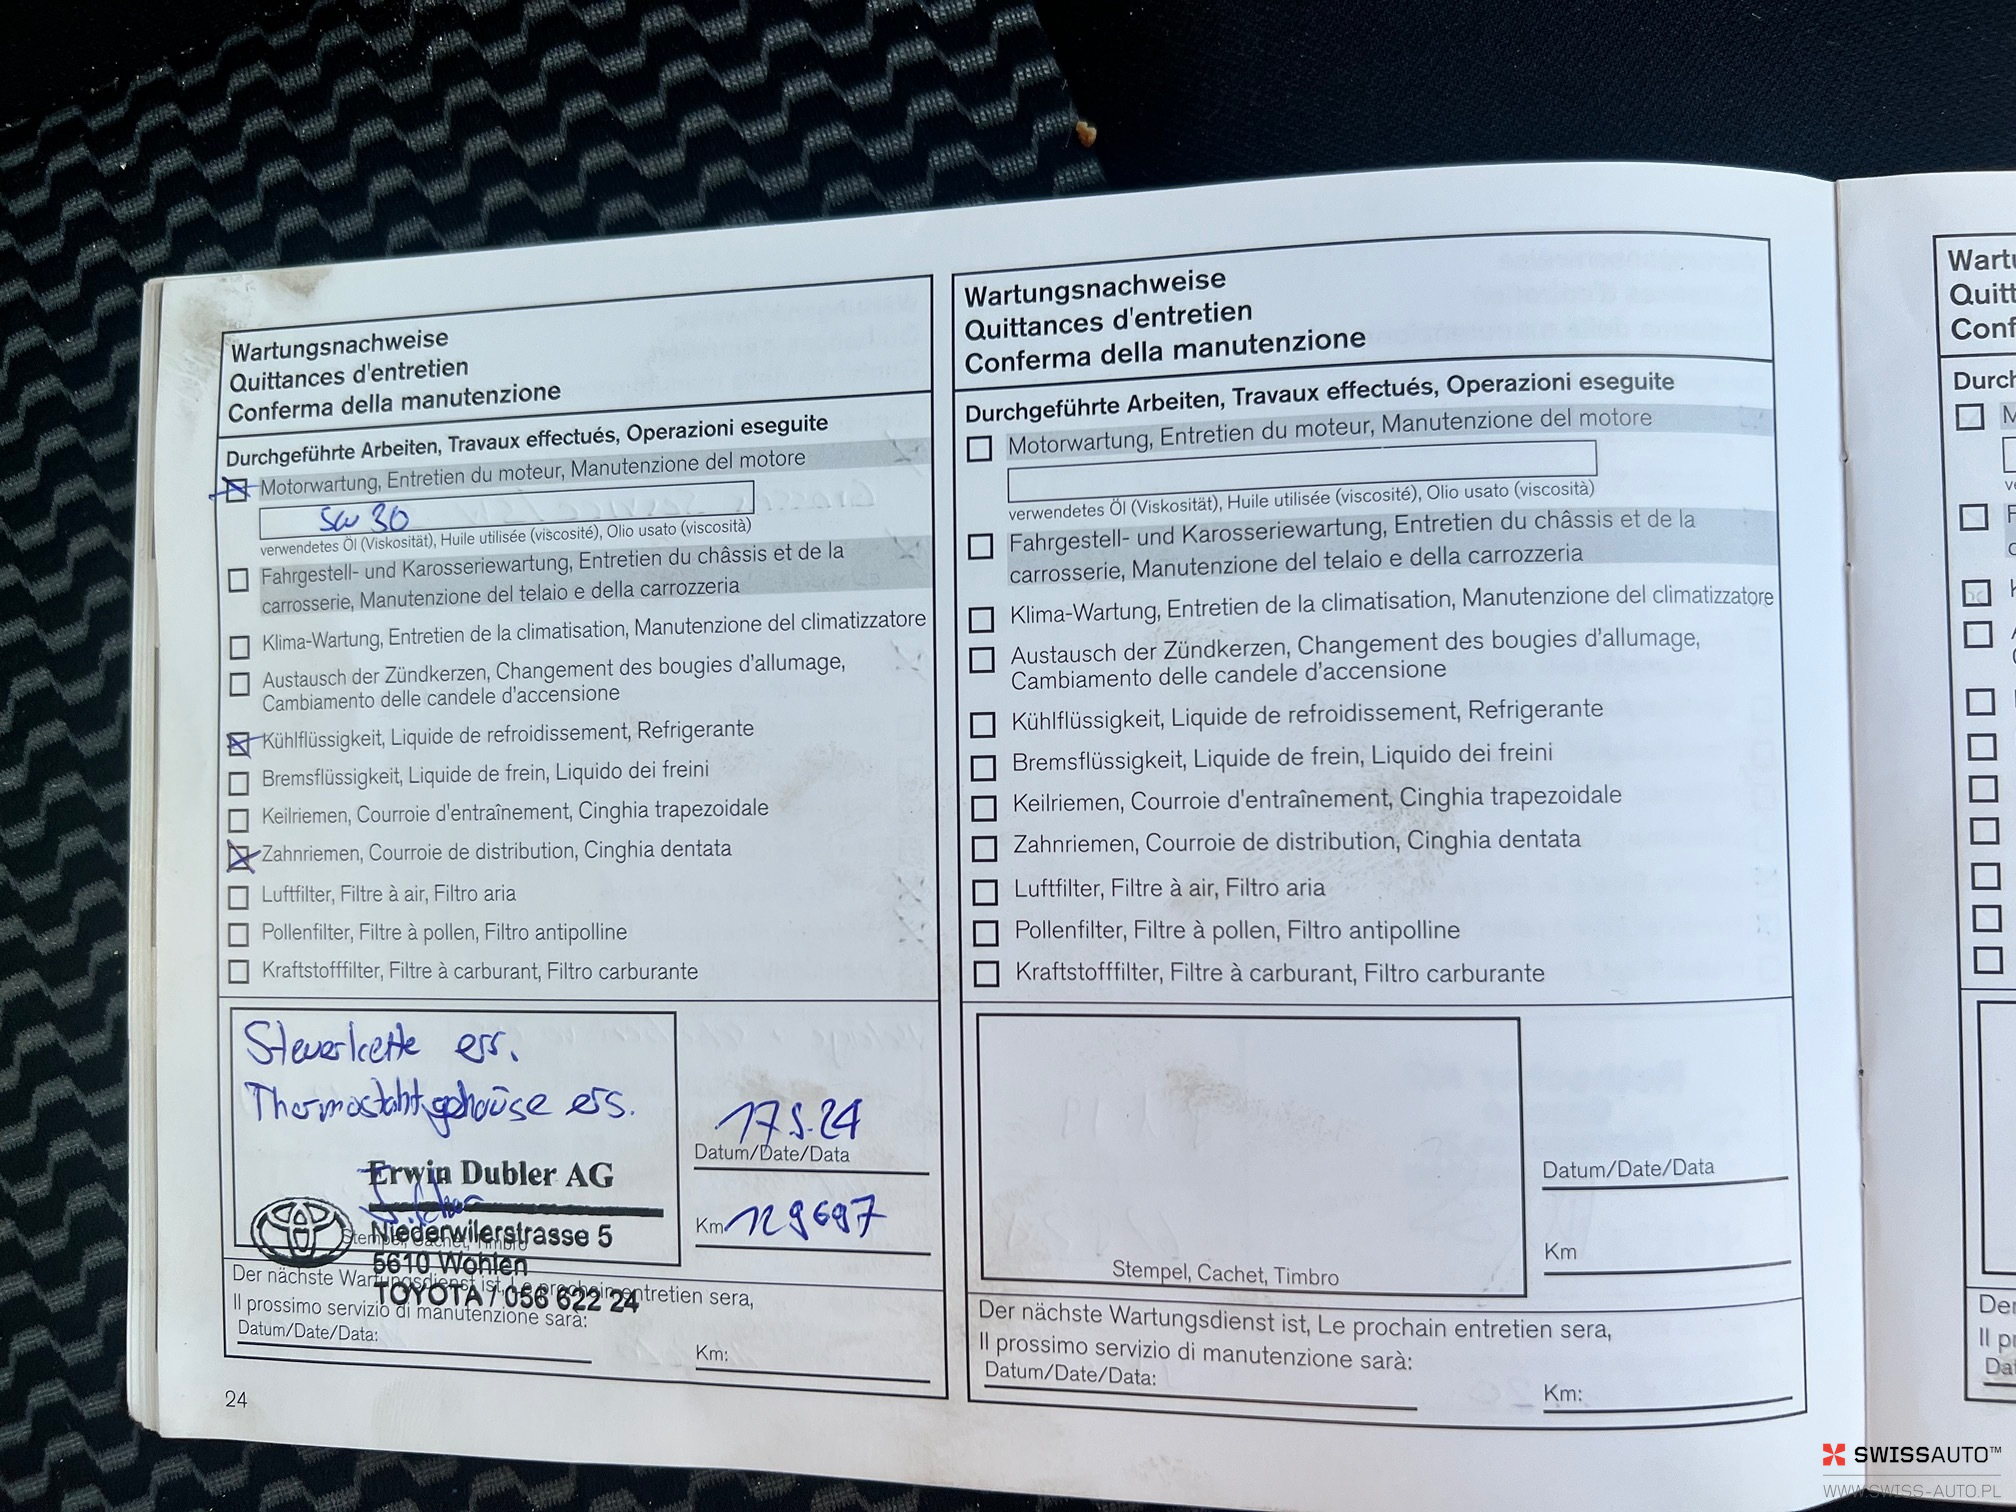 Wartungsnachweise
Quittances d'entretien
Conferma della manutenzione
Durchgeführte Arbeiten, Travaux effectués, Operazioni eseguite
Motorwartung, Entretien du moteur, Manutenzione del motore
5w 30
verwendetes Öl (Viskosität), Huile utilisée (viscosité), Olio usato (viscosità)
Fahrgestell- und Karosseriewartung, Entretien du châssis et de la
carrosserie, Manutenzione del telaio e della carrozzeria
Klima-Wartung, Entretien de la climatisation, Manutenzione del climatizzatore
Austausch der Zündkerzen, Changement des bougies d'allumage,
Cambiamento delle candele d'accensione
Kühlflüssigkeit, Liquide de refroidissement, Refrigerante
Bremsflüssigkeit, Liquide de frein, Liquido dei freini
Keilriemen, Courroie d'entraînement, Cinghia trapezoidale
Zahnriemen, Courroie de distribution, Cinghia dentata
Luftfilter, Filtre à air, Filtro aria
Pollenfilter, Filtre à pollen, Filtro antipolline
Kraftstofffilter, Filtre à carburant, Filtro carburante
Steuerkette ers.
Thermostahtgehäuse ers.
Erwin Dubler AG
Niederwilerstrasse 5
5610 Wohlen
TOYOTA / 056 622 24
Stempel, Cachet, Timbro
17.5.24
Datum/Date/Data
Km 129697
Der nächste Wartungsdienst ist, Le prochain entretien sera,
Il prossimo servizio di manutenzione sarà:
Datum/Date/Data:
Km:
24
Wartungsnachweise
Quittances d'entretien
Conferma della manutenzione
Durchgeführte Arbeiten, Travaux effectués, Operazioni eseguite
Motorwartung, Entretien du moteur, Manutenzione del motore
verwendetes Öl (Viskosität), Huile utilisée (viscosité), Olio usato (viscosità)
Fahrgestell- und Karosseriewartung, Entretien du châssis et de la
carrosserie, Manutenzione del telaio e della carrozzeria
Klima-Wartung, Entretien de la climatisation, Manutenzione del climatizzatore
Austausch der Zündkerzen, Changement des bougies d'allumage,
Cambiamento delle candele d'accensione
Kühlflüssigkeit, Liquide de refroidissement, Refrigerante
Bremsflüssigkeit, Liquide de frein, Liquido dei freini
Keilriemen, Courroie d'entraînement, Cinghia trapezoidale
Zahnriemen, Courroie de distribution, Cinghia dentata
Luftfilter, Filtre à air, Filtro aria
Pollenfilter, Filtre à pollen, Filtro antipolline
Kraftstofffilter, Filtre à carburant, Filtro carburante
Stempel, Cachet, Timbro
Datum/Date/Data
Km
Der nächste Wartungsdienst ist, Le prochain entretien sera,
Il prossimo servizio di manutenzione sarà:
Datum/Date/Data:
Km:
Wartu
Quitt
Conf
Durch
Der
Il pr
Dat
SWISSAUTO™
WWW.SWISS-AUTO.PL